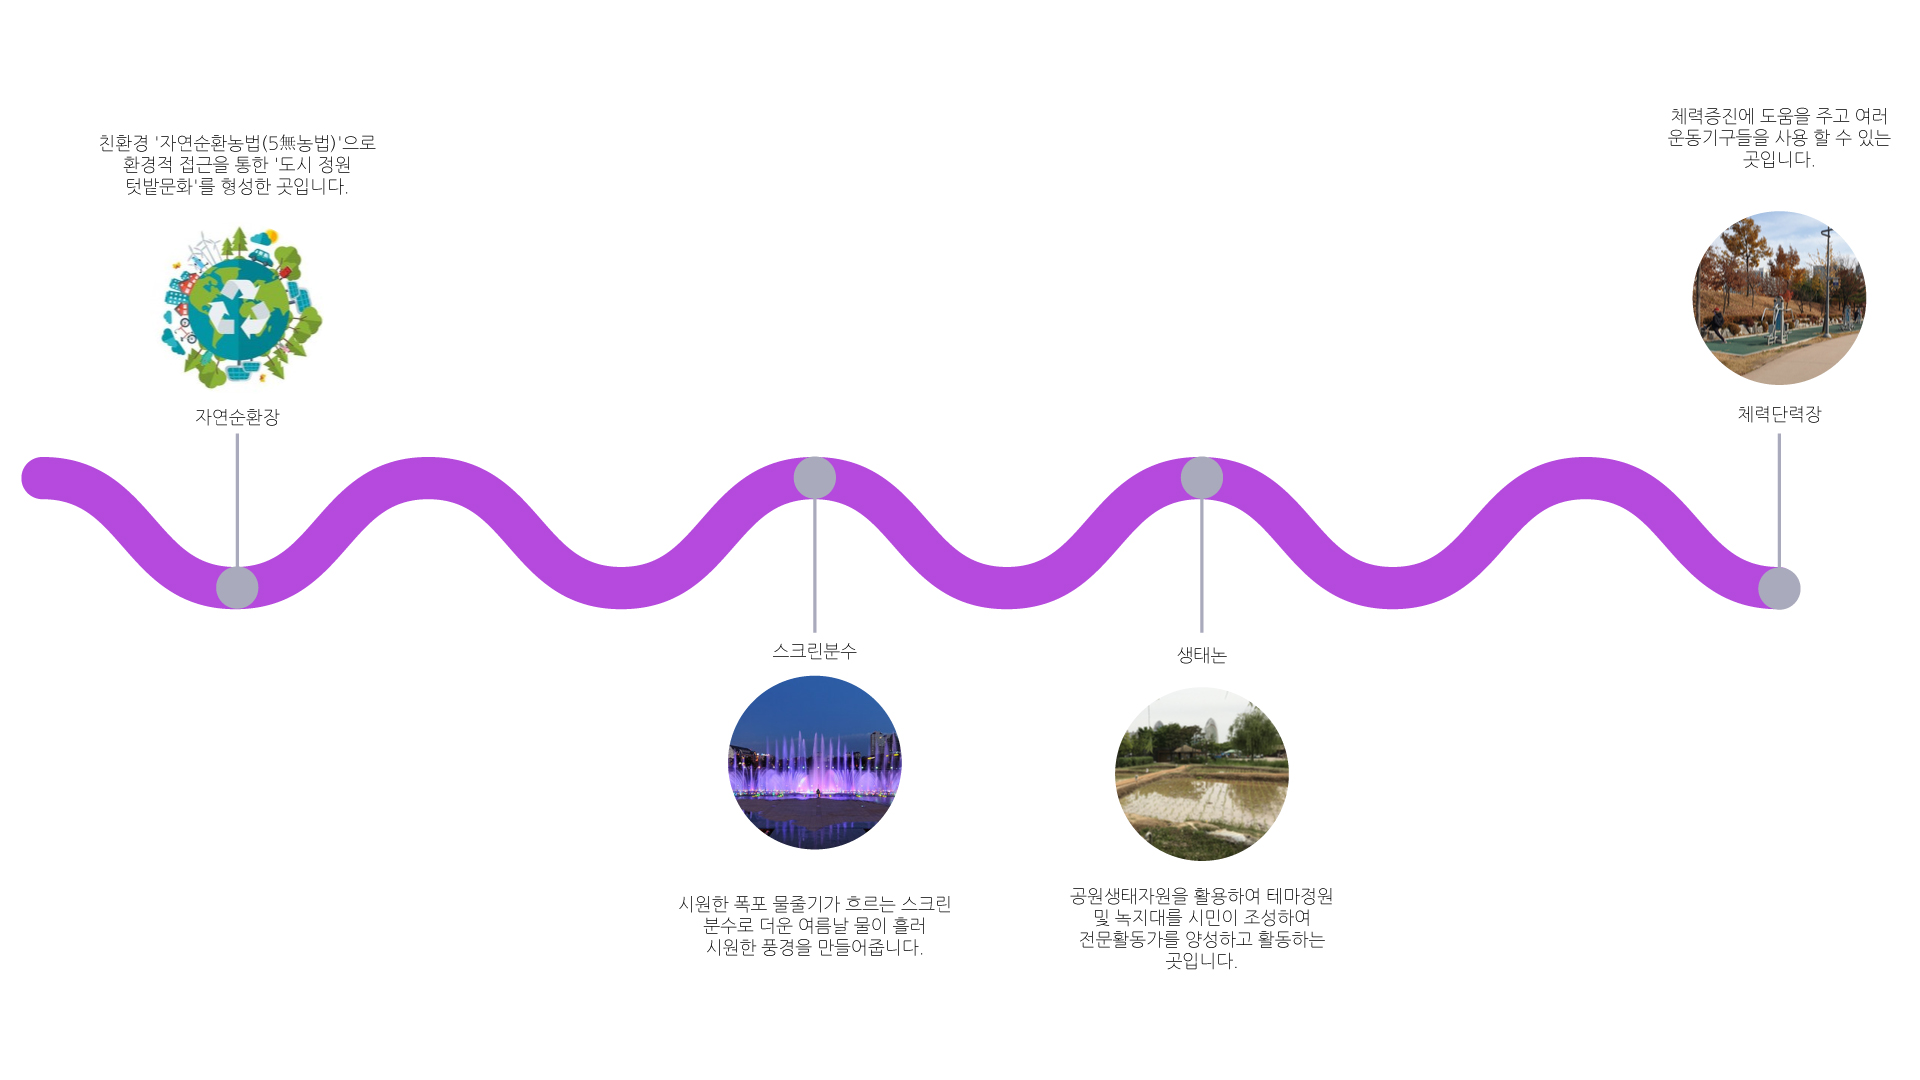 친환경 '자연순환농법(5無농법)'으로
환경적 접근을 통한 '도시 정원
텃밭문화'를 형성한 곳입니다.
자연순환장
스크린분수
시원한 폭포 물줄기가 흐르는 스크린
분수로 더운 여름날 물이 흘러
시원한 풍경을 만들어줍니다.
생태논
공원생태자원을 활용하여 테마정원
및 녹지대를 시민이 조성하여
전문활동가를 양성하고 활동하는
곳입니다.
체력증진에 도움을 주고 여러
운동기구들을 사용 할 수 있는
곳입니다.
체력단력장